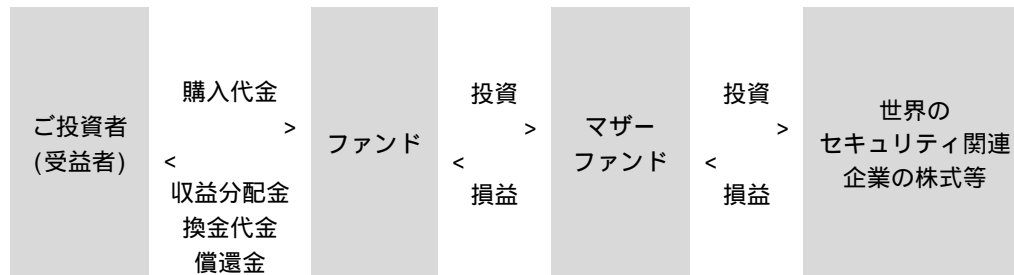 ご投資者
(受益者)
購入代金
>
<
収益分配金
換金代金
償還金
ファンド
投資
>
<
損益
マザー
ファンド
投資
>
<
損益
世界の
セキュリティ関連
企業の株式等